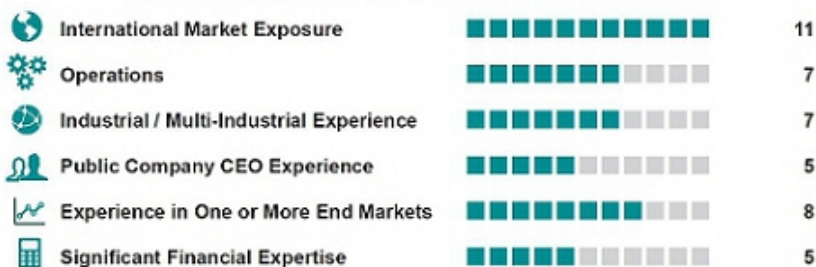 International Market Exposure 11
Operations 7
Industrial / Multi-Industrial Experience 7
Public Company CEO Experience 5
Experience in One or More End Markets 8
Significant Financial Expertise 5